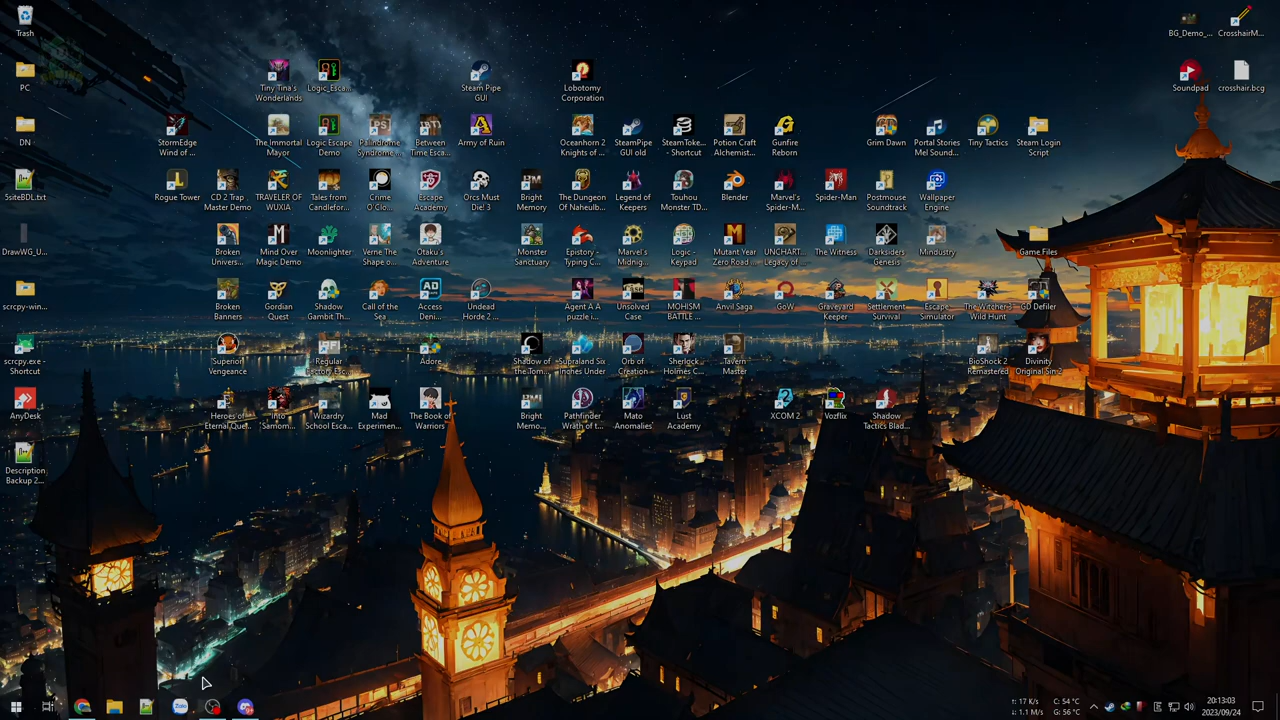 Trash
BG_Demo_...
CrosshairM...
PC
Tiny Tina's
Wonderlands
Logic_Esca...
Steam Pipe
GUI
Lobotomy
Corporation
Soundpad
crosshair.bcg
DN
StormEdge
Wind of ...
The Immortal
Mayor
Logic Escape
Demo
Palindrome
Syndrome...
Between
Time Esca...
Army of Ruin
Oceanhorn 2
Knights of ...
SteamPipe
GUI old
SteamToke...
- Shortcut
Potion Craft
Alchemist...
Gunfire
Reborn
Grim Dawn
Portal Stories
Mel Sound...
Tiny Tactics
Steam Login
Script
5siteBDL.txt
Rogue Tower
CD 2 Trap
Master Demo
TRAVELER OF
WUXIA
Tales from
Candlefor...
Crime
O'Clo...
Escape
Academy
Orcs Must
Die! 3
Bright
Memory
The Dungeon
Of Naheulb...
Legend of
Keepers
Touhou
Monster TD...
Blender
Marvel's
Spider-M...
Spider-Man
Postmouse
Soundtrack
Wallpaper
Engine
DrawWG_U...
Broken
Univers...
Mind Over
Magic Demo
Moonlighter
Verne The
Shape o...
Otaku's
Adventure
Monster
Sanctuary
Epistory -
Typing C...
Marvel's
Midnig...
Logic -
Keypad
Mutant Year
Zero Road ...
UNCHART...
Legacy of...
The Witness
Darksiders
Genesis
Mindustry
Game Files
scrcpy-win...
Broken
Banners
Gordian
Quest
Shadow
Gambit Th...
Call of the
Sea
Access
Deni...
Undead
Horde 2 ...
Agent A A
puzzle i...
Unsolved
Case
MOHISM
BATTLE ...
Anvil Saga
GoW
Graveyard
Keeper
Settlement
Survival
Escape
Simulator
The Witcher 3
Wild Hunt
GD Defiler
scrcpy.exe -
Shortcut
Superior
Vengeance
Regular
Factory Esc...
Adore
Shadow of
the Tom...
Supraland Six
Inches Under
Orb of
Creation
Sherlock
Holmes C...
Tavern
Master
BioShock 2
Remastered
Divinity
Original Sin 2
AnyDesk
Heroes of
Eternal Que...
Into
Samom...
Wizardry
School Esca...
Mad
Experimen...
The Book of
Warriors
Bright
Memo...
Pathfinder
Wrath of t...
Mato
Anomalies
Lust
Academy
XCOM 2
Vozflix
Shadow
Tactics Blad...
Description
Backup 2...
Zalo
↑: 17 K/s
↓: 1.1 M/s
C: 54 °C
G: 56 °C
E
20:13:03
2023/09/24